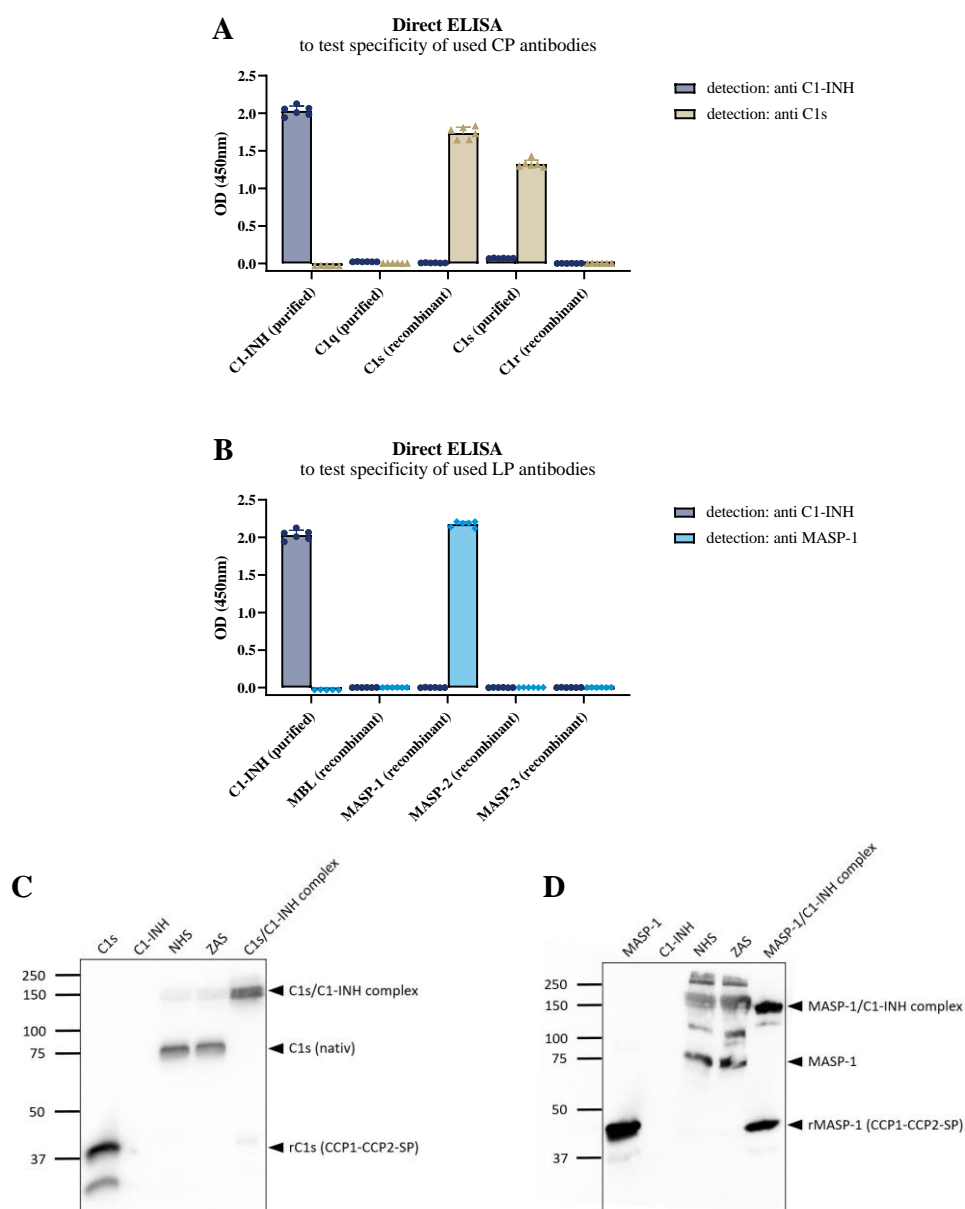 A
Direct ELISA
to test specificity of used CP antibodies
2.5
2.0
1.5
1.0
0.5
0.0
OD (450nm)
detection: anti C1-INH
detection: anti C1s
C1-INH (purified)
C1q (purified)
C1s (recombinant)
C1s (purified)
C1r (recombinant)
B
Direct ELISA
to test specificity of used LP antibodies
2.5
2.0
1.5
1.0
0.5
0.0
OD (450nm)
detection: anti C1-INH
detection: anti MASP-1
C1-INH (purified)
MBL (recombinant)
MASP-1 (recombinant)
MASP-2 (recombinant)
MASP-3 (recombinant)
C
C1s
C1-INH
NHS
ZAS
C1s/C1-INH complex
250
150
100
75
50
37
C1s/C1-INH complex
C1s (nativ)
rC1s (CCP1-CCP2-SP)
D
MASP-1
C1-INH
NHS
ZAS
MASP-1/C1-INH complex
250
150
100
75
50
37
MASP-1/C1-INH complex
MASP-1
rMASP-1 (CCP1-CCP2-SP)